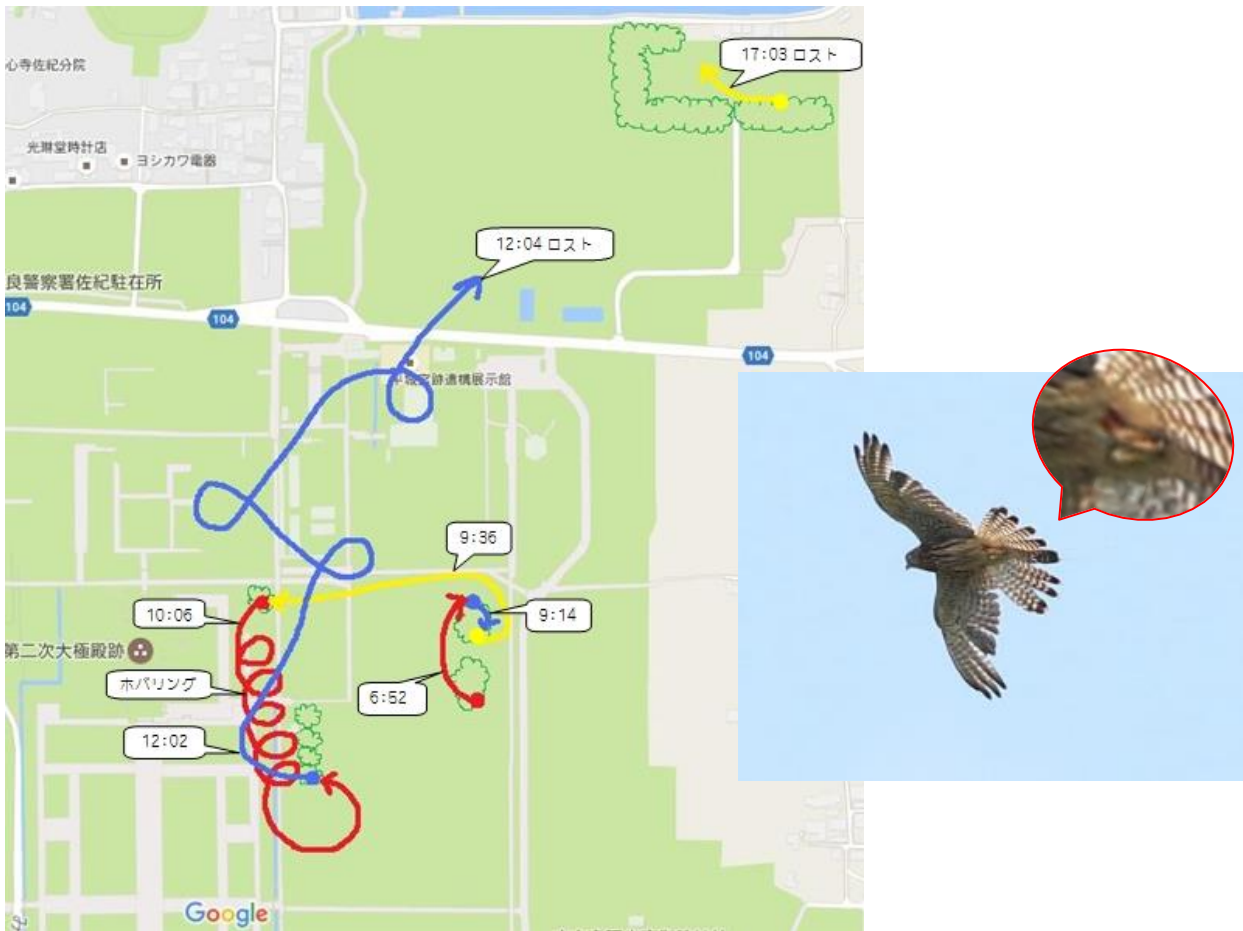 心寺佐紀分院
17:03 ロスト
光琳堂時計店
ヨシカワ電器
12:04 ロスト
良警察署佐紀駐在所
104
104
104
平城宮跡遺構展示館
9:36
10:06
9:14
第二次大極殿跡
ホバリング
6:52
12:02
Google